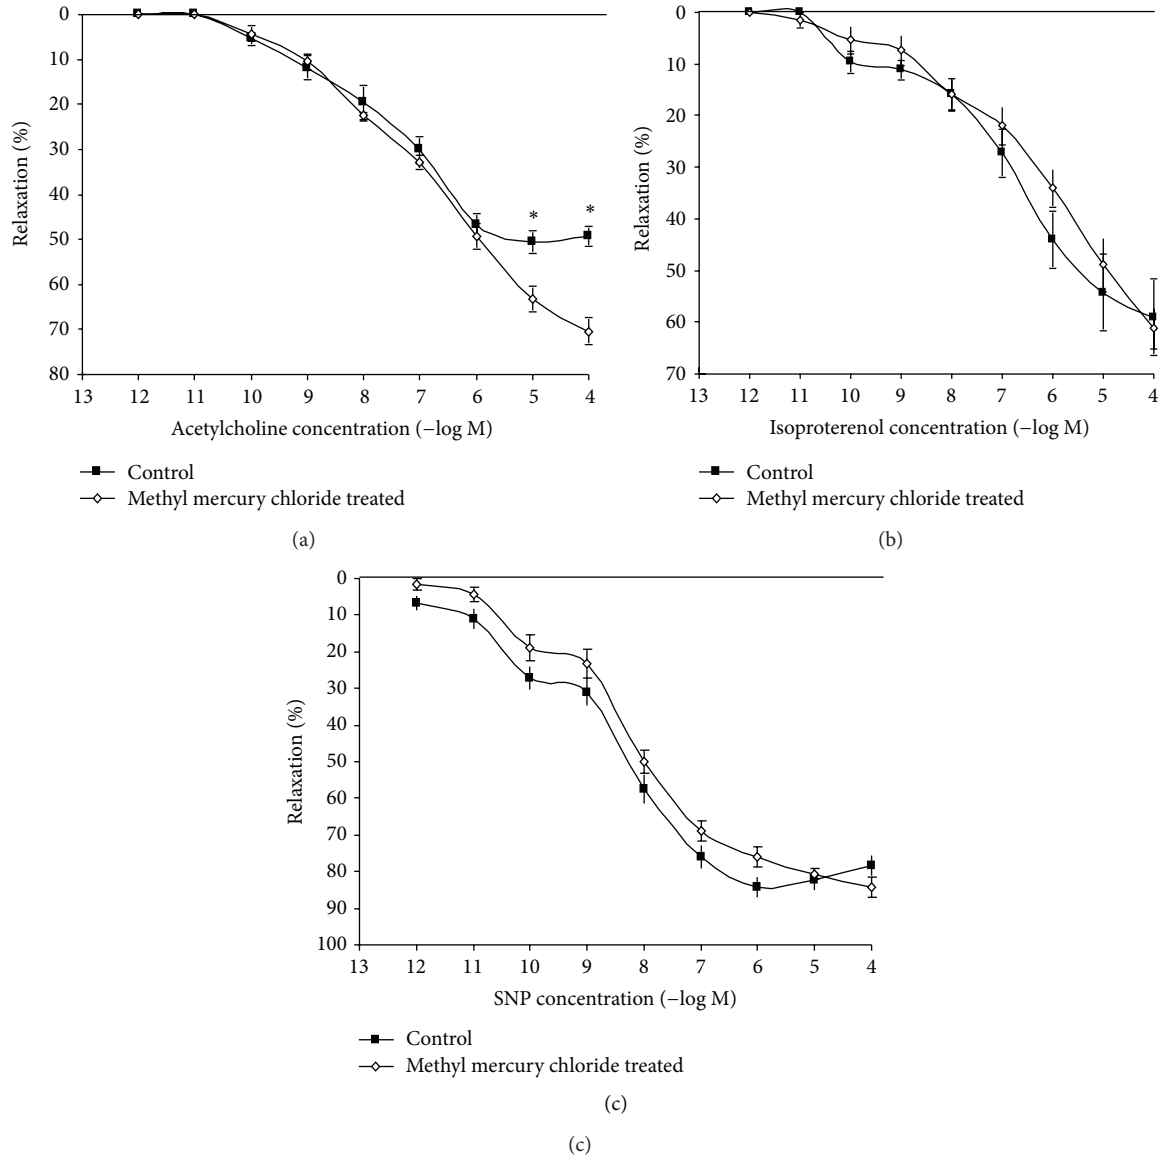 0
10
20
30
40
50
60
70
80
Relaxation (%)
* *
13 12 11 10 9 8 7 6 5 4
Acetylcholine concentration (−log M)
Control
Methyl mercury chloride treated
(a)
0
10
20
30
40
50
60
70
Relaxation (%)
13 12 11 10 9 8 7 6 5 4
Isoproterenol concentration (−log M)
Control
Methyl mercury chloride treated
(b)
0
10
20
30
40
50
60
70
80
90
100
Relaxation (%)
13 12 11 10 9 8 7 6 5 4
SNP concentration (−log M)
Control
Methyl mercury chloride treated
(c)
(c)